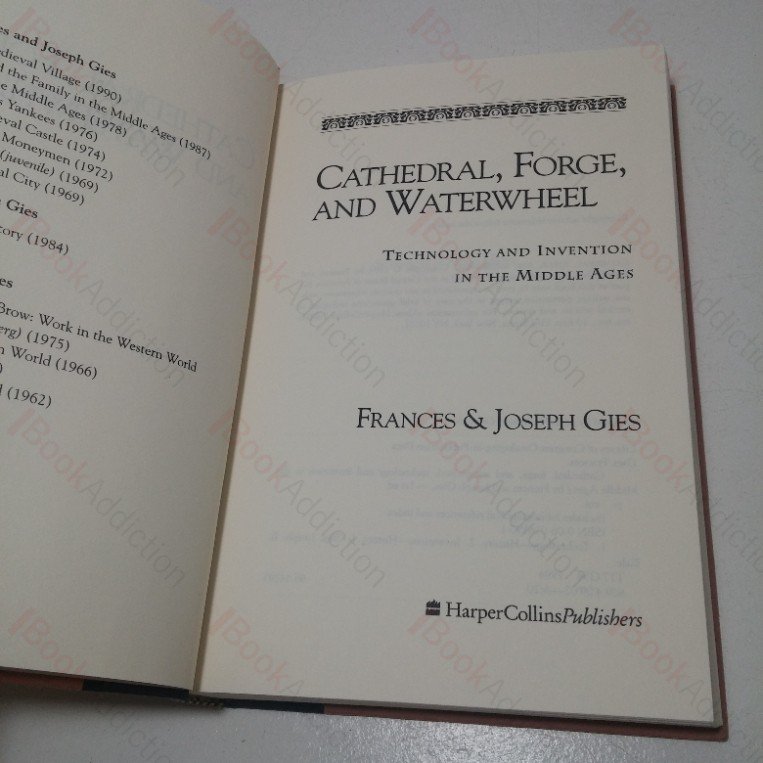 es and Joseph Gies
edieval Village (1990)
d the Family in the Middle Ages (1987)
e Middle Ages (1978)
s Yankees (1976)
eval Castle (1974)
Moneymen (1972)
(juvenile) (1969)
al City (1969)
n Gies
tory (1984)
es
Brow: Work in the Western World
erg) (1975)
n World (1966)
)
d (1962)
CATHEDRAL, FORGE,
AND WATERWHEEL
TECHNOLOGY AND INVENTION
IN THE MIDDLE AGES
FRANCES & JOSEPH GIES
HarperCollinsPublishers
BookAddiction